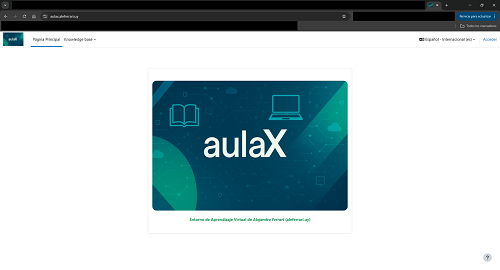 aulax.aleferrari.uy
Reiniciar para actualizar
Todos los marcadores
aulaX
Página Principal
Knowledge base
Español - Internacional (es)
Acceder
aulaX
Entorno de Aprendizaje Virtual de Alejandro Ferrari (aleferrari.uy)
?